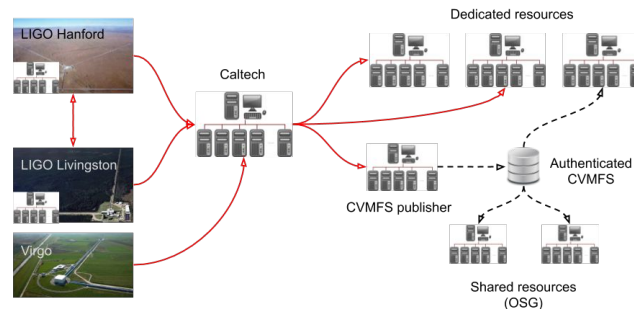 Dedicated resources
LIGO Hanford
Caltech
LIGO Livingston
Authenticated
CVMFS
CVMFS publisher
Virgo
Shared resources
(OSG)